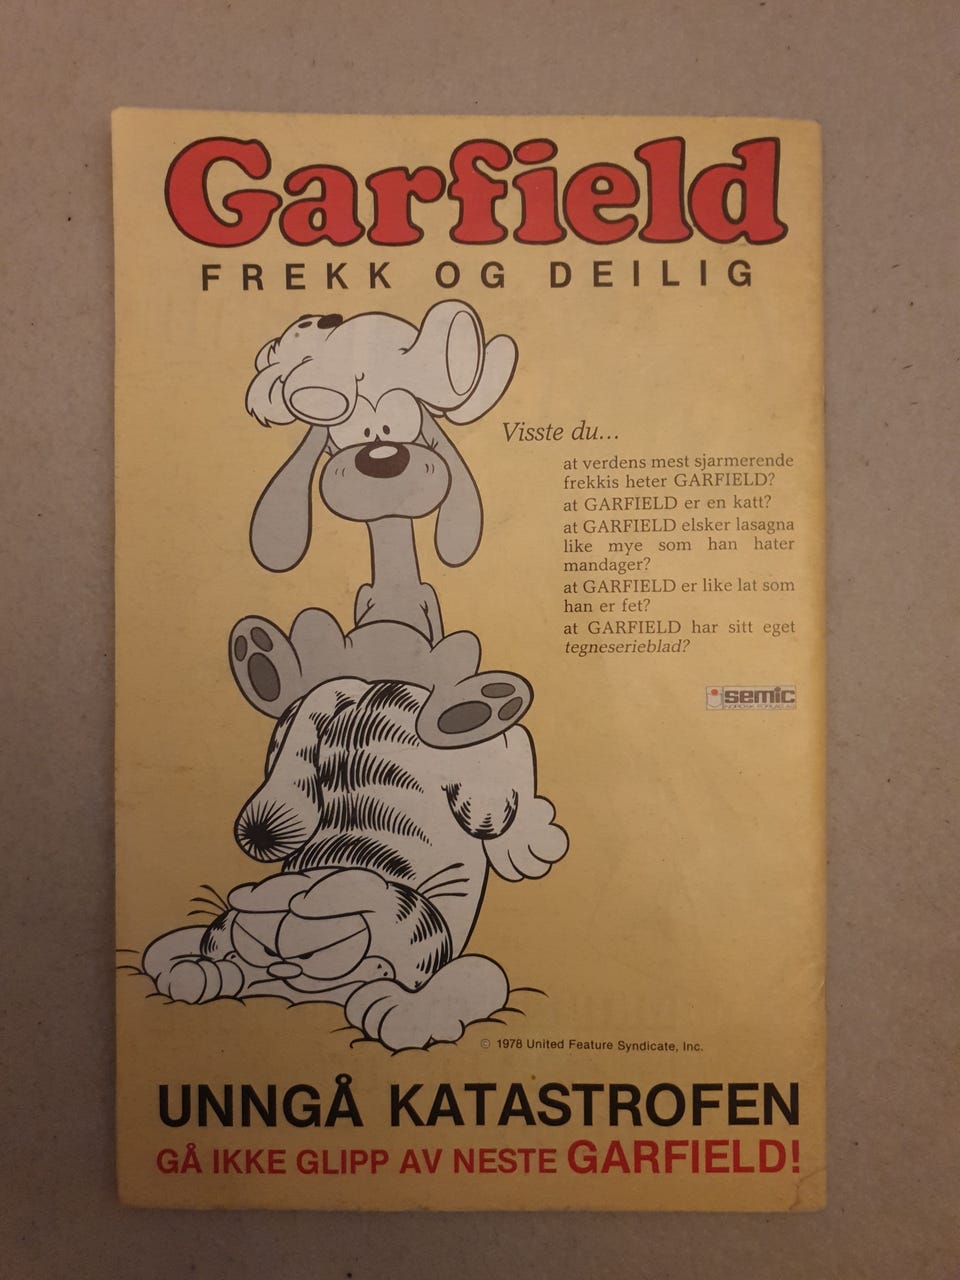 Garfield
FREKK OG DEILIG
Visste du...
at verdens mest sjarmerende
frekkis heter GARFIELD?
at GARFIELD er en katt?
at GARFIELD elsker lasagna
like mye som han hater
mandager?
at GARFIELD er like lat som
han er fet?
at GARFIELD har sitt eget
tegneserieblad?
semic
NORDISK FORLAG AS
© 1978 United Feature Syndicate, Inc.
UNNGÅ KATASTROFEN
GÅ IKKE GLIPP AV NESTE GARFIELD!